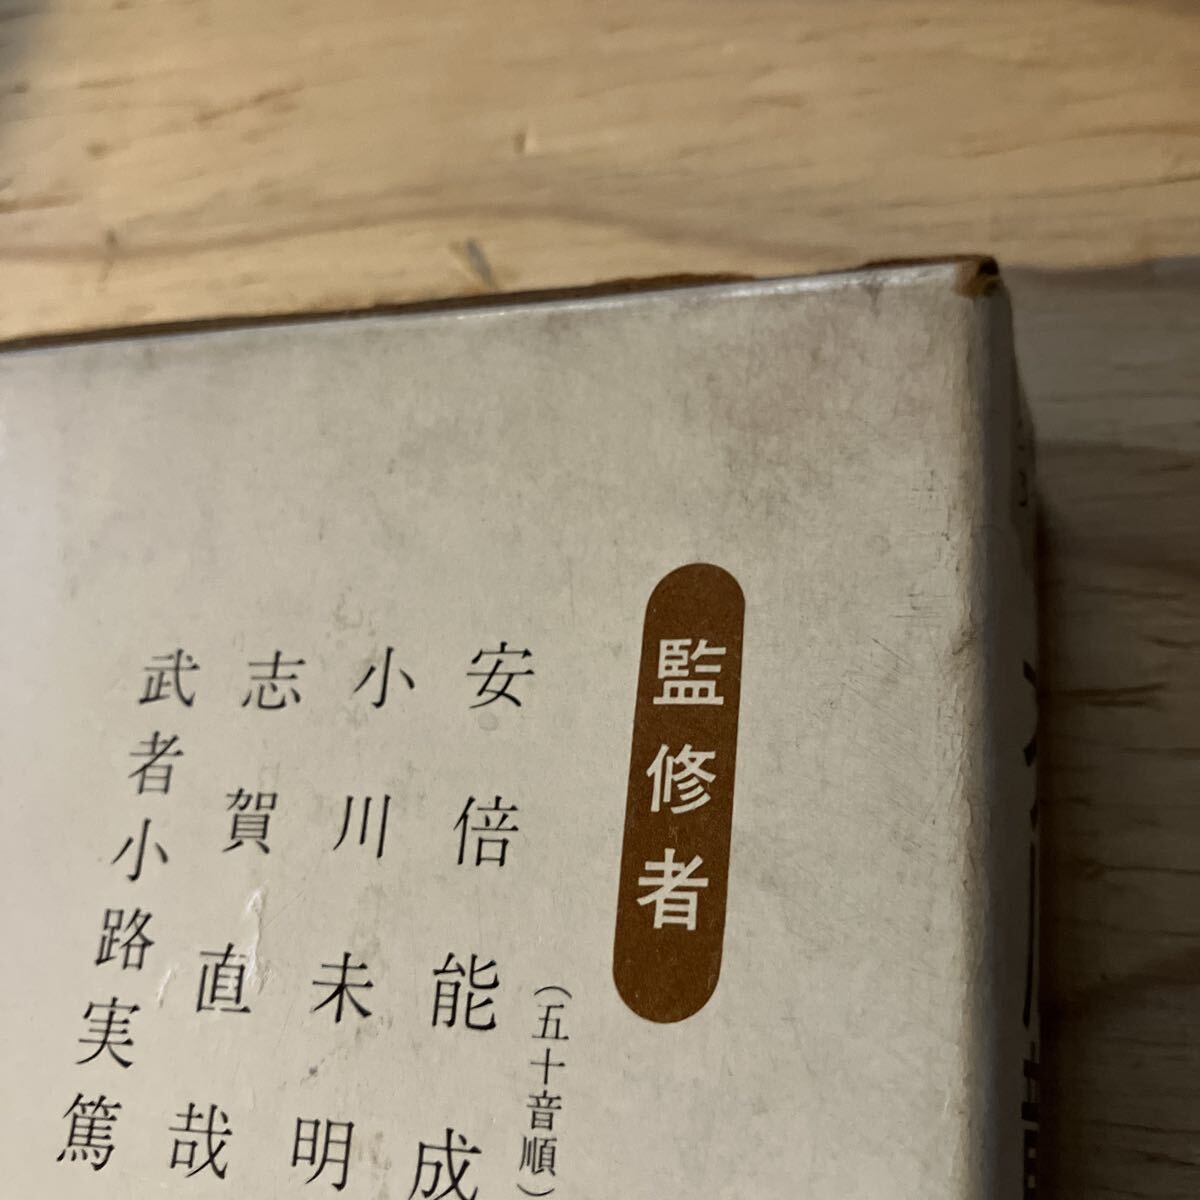 監修者
（五十音順）
安倍能成
小川未明
志賀直哉
武者小路実篤